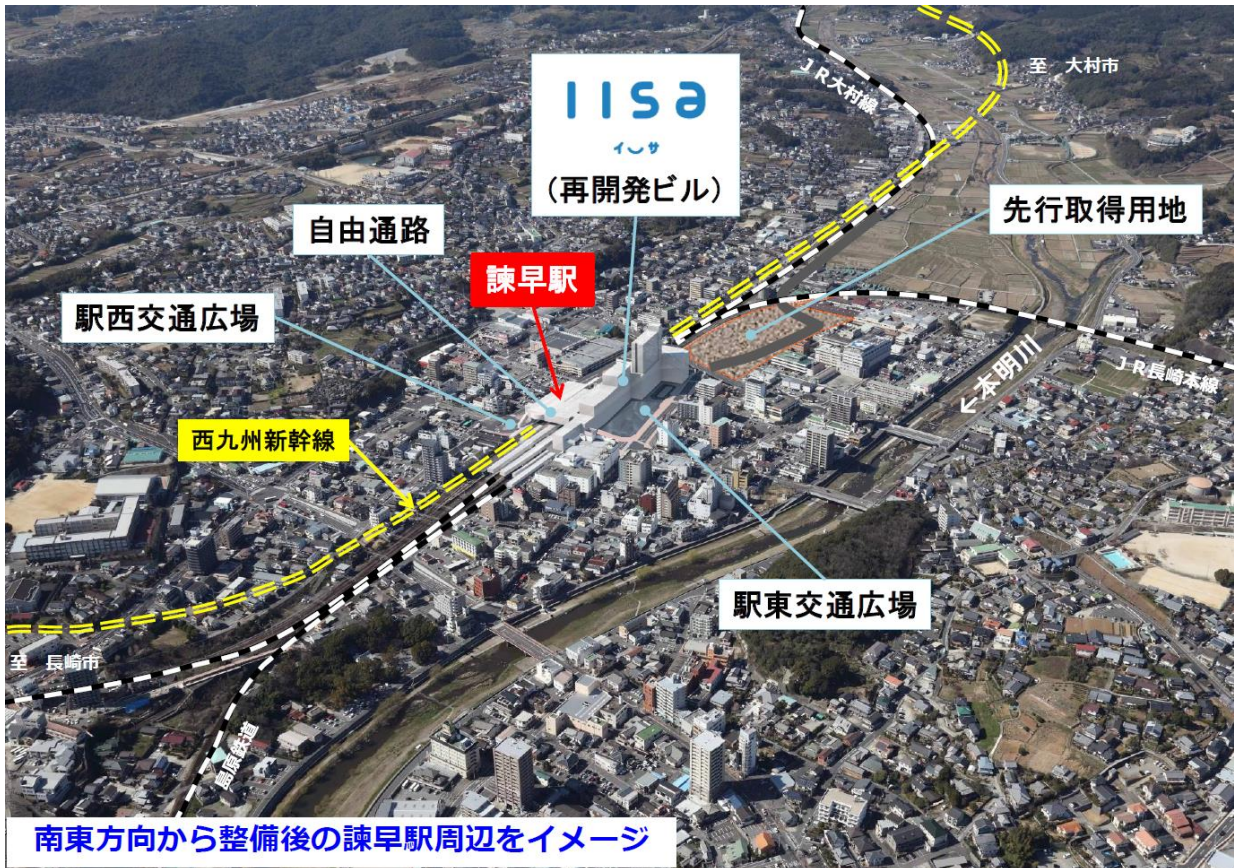 JR大村線
至 大村市
IISa
イーサ
(再開発ビル)
先行取得用地
自由通路
諫早駅
駅西交通広場
JR長崎本線
←本明川
西九州新幹線
駅東交通広場
至 長崎市
島原鉄道
南東方向から整備後の諫早駅周辺をイメージ